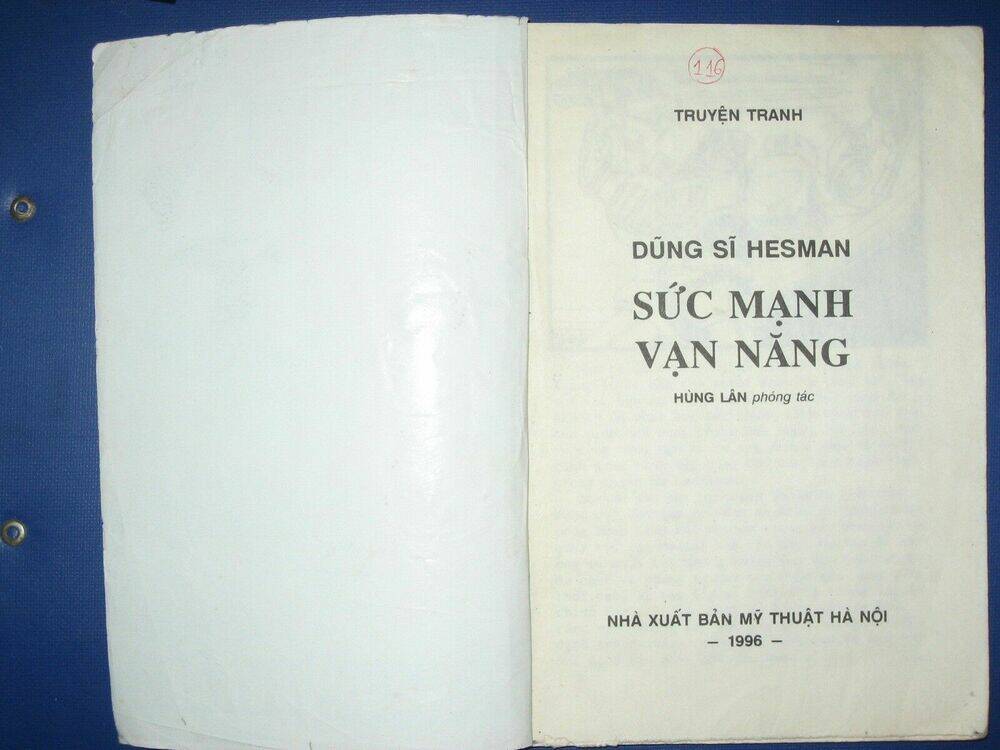 116
TRUYỆN TRANH
DŨNG SĨ HESMAN
SỨC MẠNH
VẠN NĂNG
HÙNG LÂN phóng tác
NHÀ XUẤT BẢN MỸ THUẬT HÀ NỘI
– 1996 –